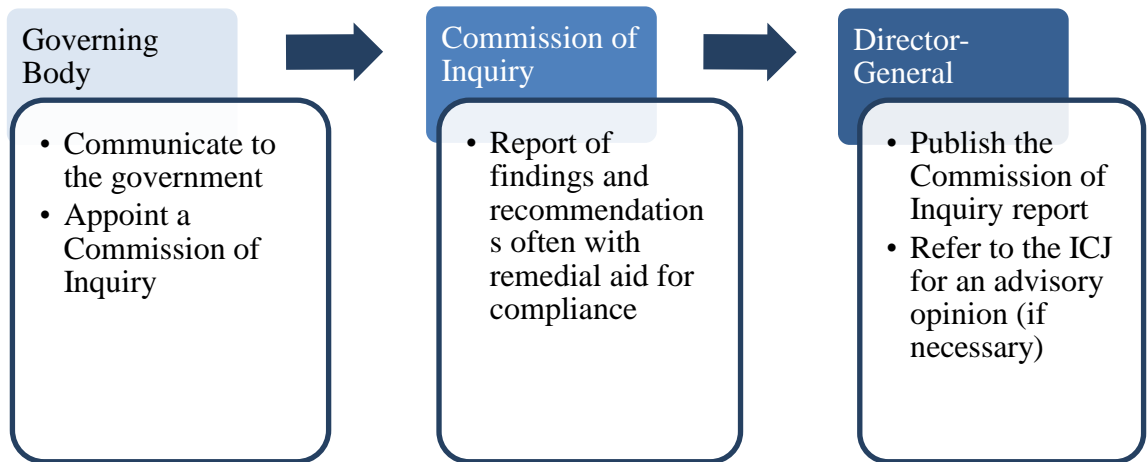 Governing
Body
• Communicate to
the government
• Appoint a
Commission of
Inquiry
Commission of
Inquiry
• Report of
findings and
recommendation
s often with
remedial aid for
compliance
Director-
General
• Publish the
Commission of
Inquiry report
• Refer to the ICJ
for an advisory
opinion (if
necessary)